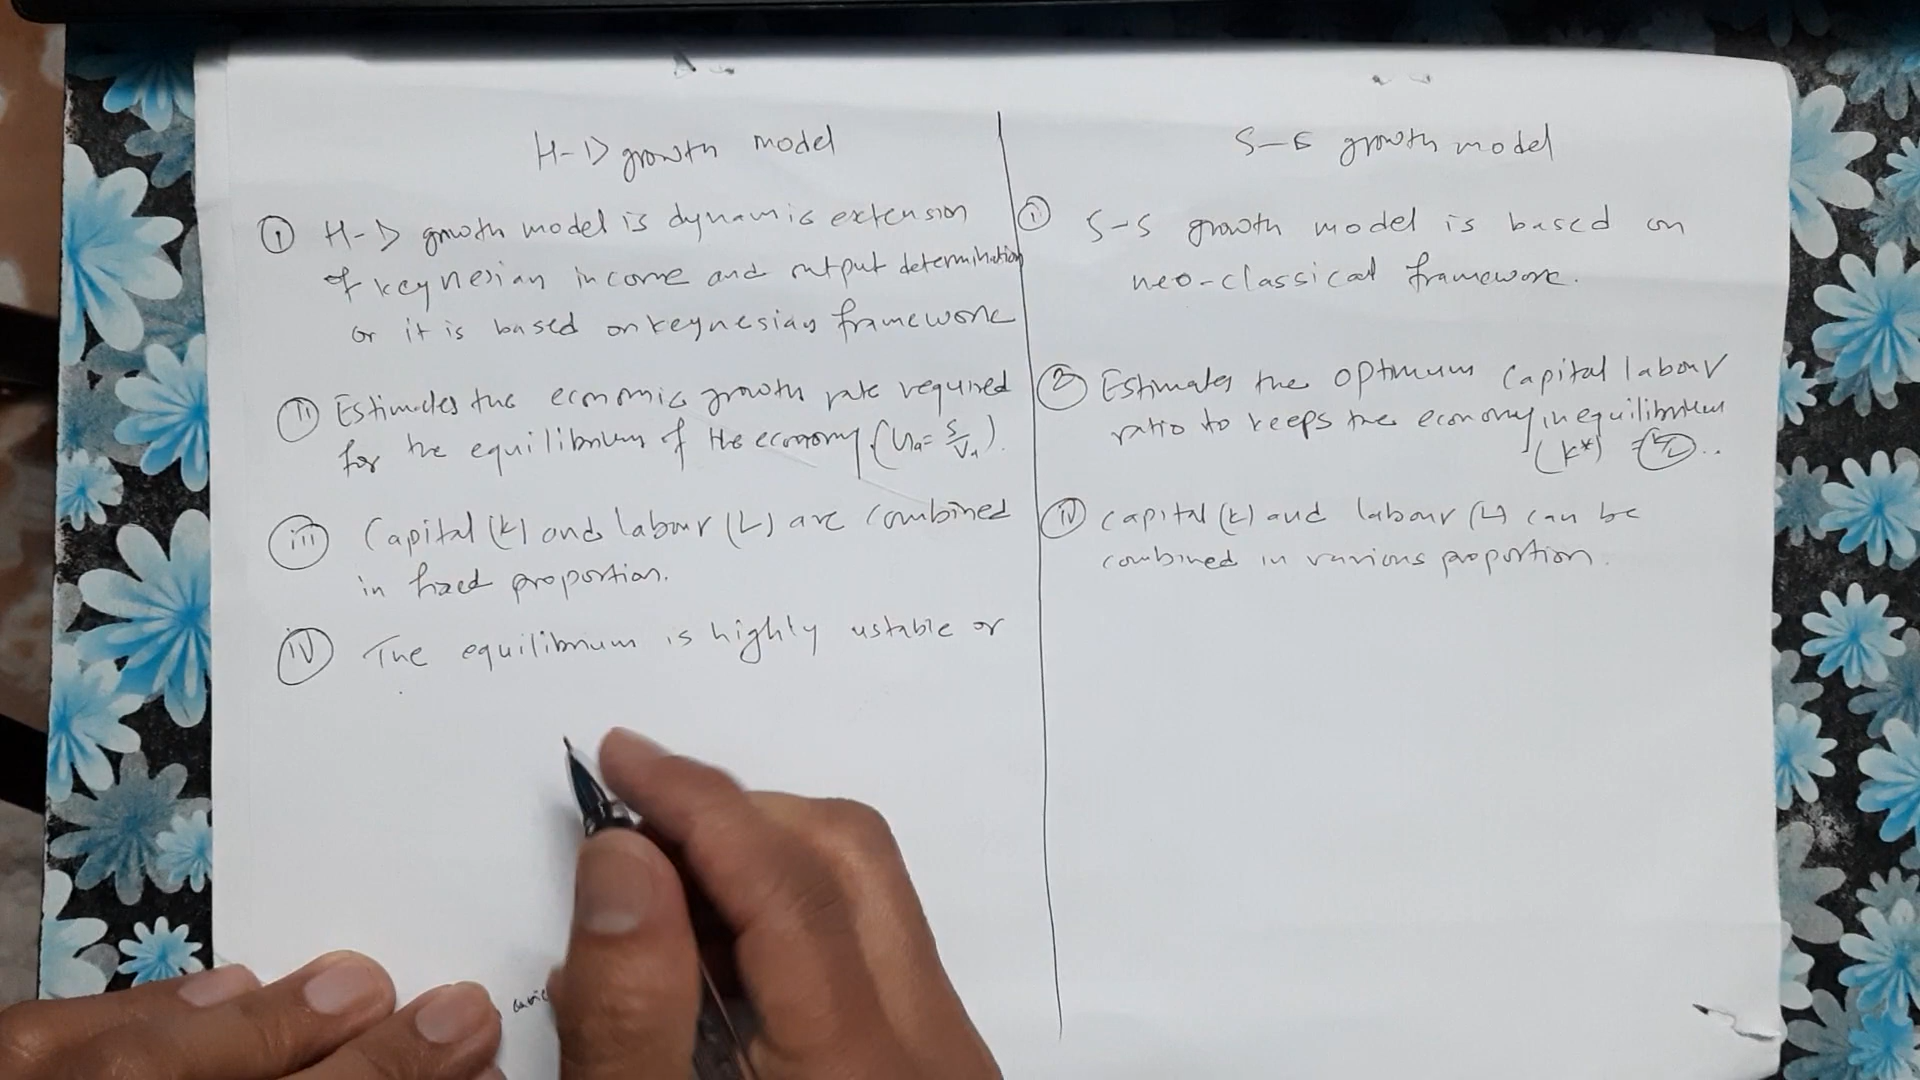 H-D growth model
① H-D growth model is dynamic extension
of keynesian income and output determination
or it is based on keynesian framework
ⓘⓘ Estimates the economic growth rate required
for the equilibrium of the economy.
(iii) Capital (K) and labour (L) are combined
in fixed proportion.
(iv) The equilibrium is highly ustable or
S-S growth model
(i) S-S growth model is based on
neo-classical framework.
② Estimates the optimum capital labour
ratio to keeps the economy in equilibrium
(k*)
(iv) capital (K) and labour (L) can be
combined in various proportion.